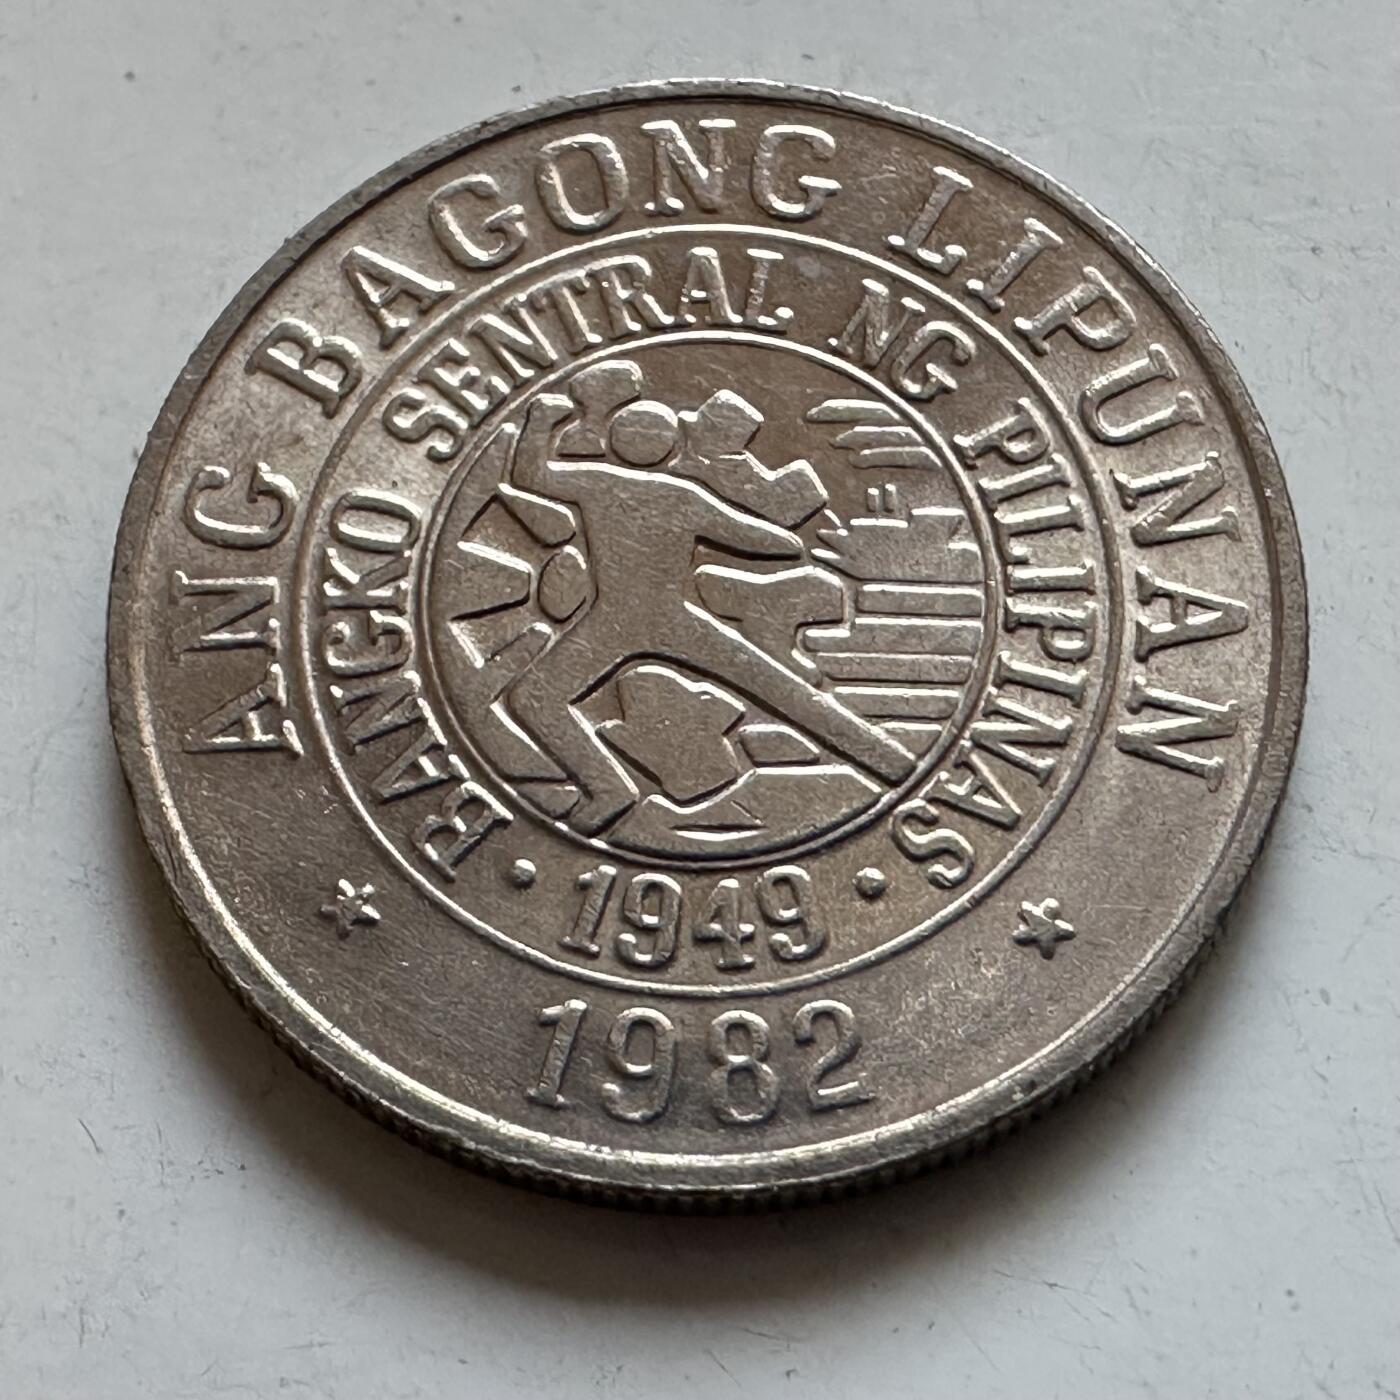 ANG BAGONG LIPUNAN
BANGKO SENTRAL NG PILIPINAS
· 1949 ·
1982